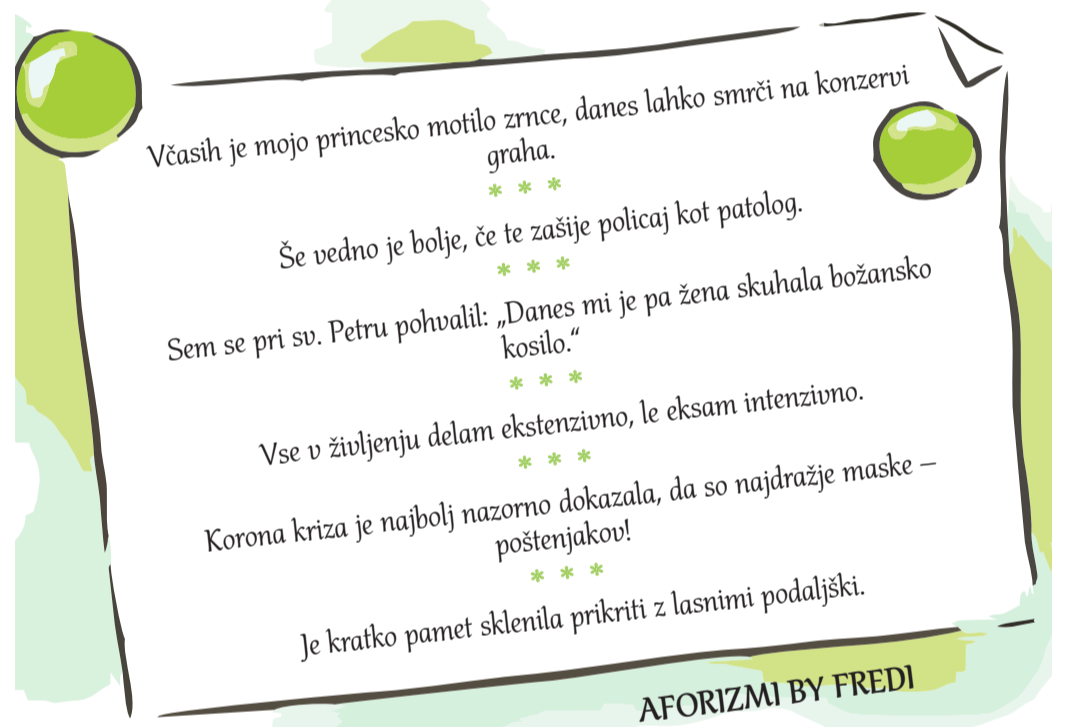 Včasih je mojo princesko motilo zrnce, danes lahko smrči na konzervi
graha.
* * *
Še vedno je bolje, če te zašije policaj kot patolog.
* * *
Sem se pri sv. Petru pohvalil: „Danes mi je pa žena skuhala božansko
kosilo.“
* * *
Vse v življenju delam ekstenzivno, le eksam intenzivno.
* * *
Korona kriza je najbolj nazorno dokazala, da so najdražje maske –
poštenjakov!
* * *
Je kratko pamet sklenila prikriti z lasnimi podaljški.
AFORIZMI BY FREDI